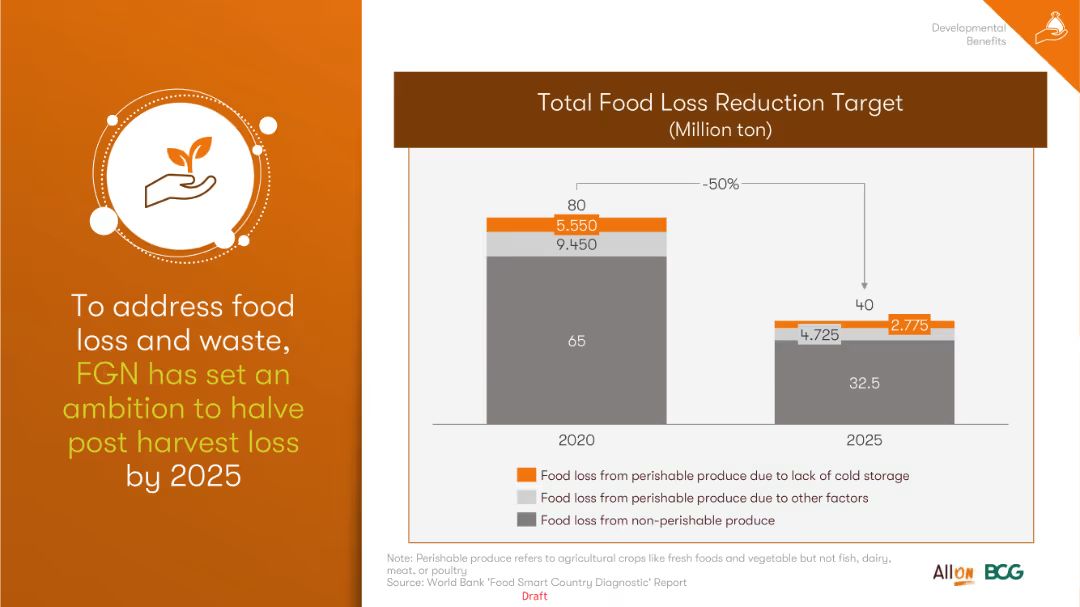 Developmental
Benefits
To address food
loss and waste,
FGN has set an
ambition to halve
post harvest loss
by 2025
Total Food Loss Reduction Target
(Million ton)
-50%
80
5.550
9.450
65
40
2.775
4.725
32.5
2020
2025
Food loss from perishable produce due to lack of cold storage
Food loss from perishable produce due to other factors
Food loss from non-perishable produce
Note: Perishable produce refers to agricultural crops like fresh foods and vegetable but not fish, dairy,
meat, or poultry
Source: World Bank 'Food Smart Country Diagnostic' Report
Draft
All ON
BCG